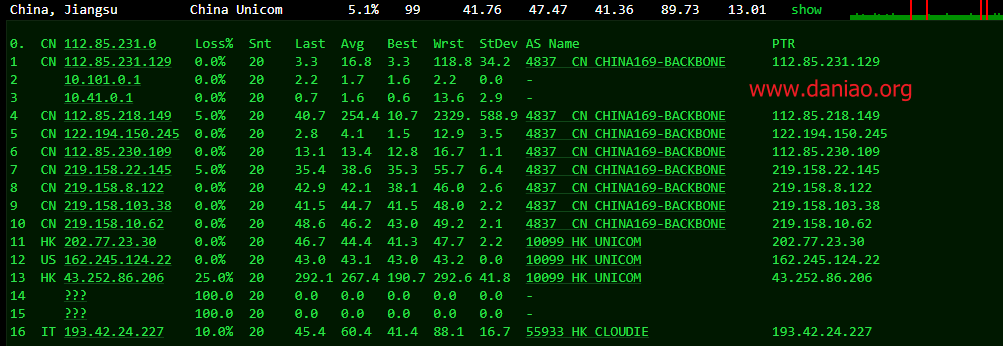 China, Jiangsu China Unicom 5.1% 99 41.76 47.47 41.36 89.73 13.01 show
0. CN 112.85.231.0 Loss% Snt Last Avg Best Wrst StDev AS Name PTR
1 CN 112.85.231.129 0.0% 20 3.3 16.8 3.3 118.8 34.2 4837 CN CHINA169-BACKBONE 112.85.231.129
2 10.101.0.1 0.0% 20 2.2 1.7 1.6 2.2 0.0 -
www.daniao.org
3 10.41.0.1 0.0% 20 0.7 1.6 0.6 13.6 2.9 -
4 CN 112.85.218.149 5.0% 20 40.7 254.4 10.7 2329. 588.9 4837 CN CHINA169-BACKBONE 112.85.218.149
5 CN 122.194.150.245 0.0% 20 2.8 4.1 1.5 12.9 3.5 4837 CN CHINA169-BACKBONE 122.194.150.245
6 CN 112.85.230.109 0.0% 20 13.1 13.4 12.8 16.7 1.1 4837 CN CHINA169-BACKBONE 112.85.230.109
7 CN 219.158.22.145 5.0% 20 35.4 38.6 35.3 55.7 6.4 4837 CN CHINA169-BACKBONE 219.158.22.145
8 CN 219.158.8.122 0.0% 20 42.9 42.1 38.1 46.0 2.6 4837 CN CHINA169-BACKBONE 219.158.8.122
9 CN 219.158.103.38 0.0% 20 41.5 44.7 41.5 48.0 2.2 4837 CN CHINA169-BACKBONE 219.158.103.38
10 CN 219.158.10.62 0.0% 20 48.6 46.2 43.0 49.2 2.1 4837 CN CHINA169-BACKBONE 219.158.10.62
11 HK 202.77.23.30 0.0% 20 46.7 44.4 41.3 47.7 2.2 10099 HK UNICOM 202.77.23.30
12 US 162.245.124.22 0.0% 20 43.0 43.1 43.0 43.2 0.0 10099 HK UNICOM 162.245.124.22
13 HK 43.252.86.206 25.0% 20 292.1 267.4 190.7 292.6 41.8 10099 HK UNICOM 43.252.86.206
14 ??? 100.0 20 0.0 0.0 0.0 0.0 0.0 -
15 ??? 100.0 20 0.0 0.0 0.0 0.0 0.0 -
16 IT 193.42.24.227 10.0% 20 45.4 60.4 41.4 88.1 16.7 55933 HK CLOUDIE 193.42.24.227